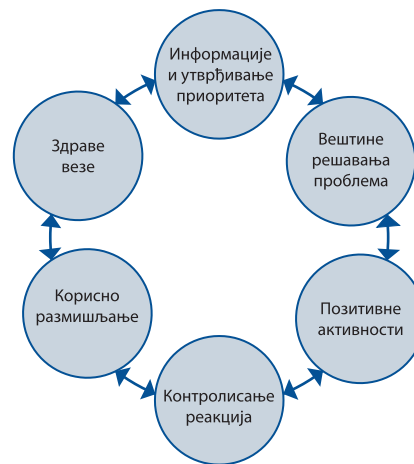 Информације
и утврђивање
приоритета
Вештине
решавања
проблема
Позитивне
активности
Контролисање
реакција
Корисно
размишљање
Здраве
везе